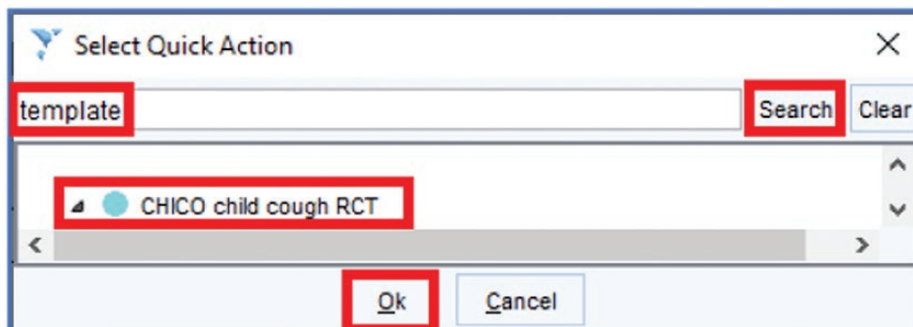 Select Quick Action
template Search Clear
CHICO child cough RCT
Ok Cancel